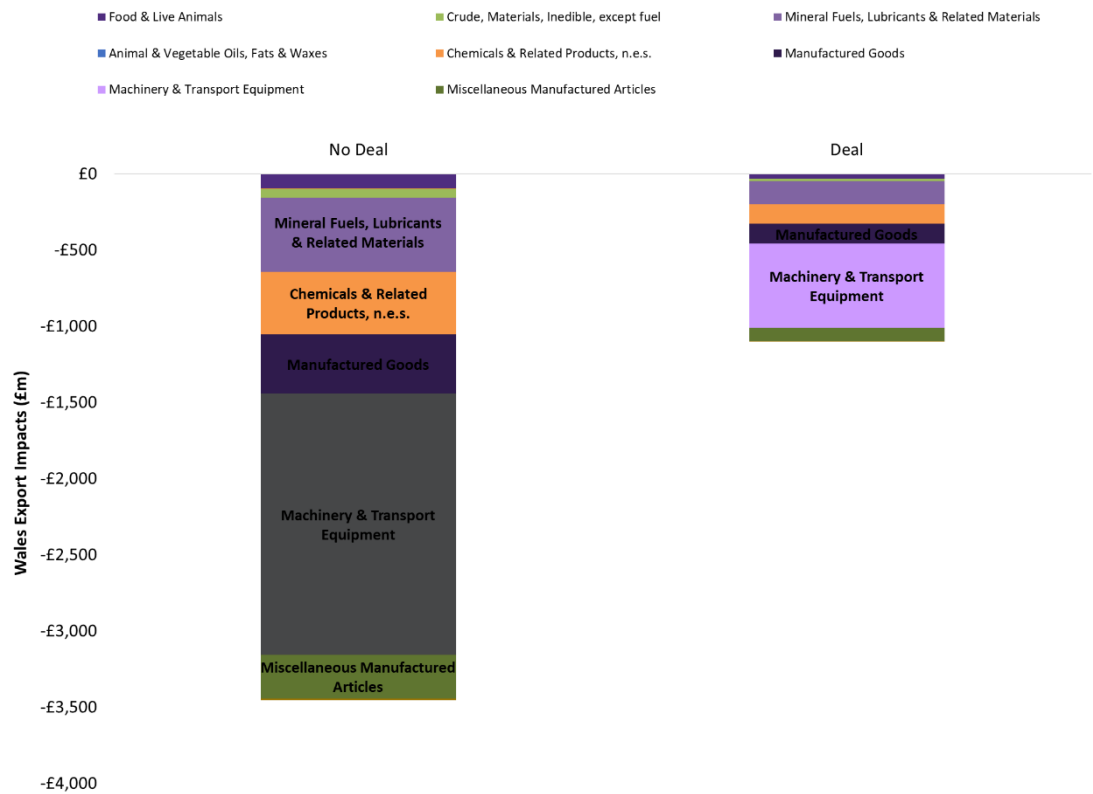 Food & Live Animals
Crude, Materials, Inedible, except fuel
Mineral Fuels, Lubricants & Related Materials
Animal & Vegetable Oils, Fats & Waxes
Chemicals & Related Products, n.e.s.
Manufactured Goods
Machinery & Transport Equipment
Miscellaneous Manufactured Articles
No Deal
Deal
Wales Export Impacts (£m)
£0
-£500
-£1,000
-£1,500
-£2,000
-£2,500
-£3,000
-£3,500
-£4,000
Mineral Fuels, Lubricants
& Related Materials
Chemicals & Related
Products, n.e.s.
Manufactured Goods
Machinery & Transport
Equipment
Miscellaneous Manufactured
Articles
Manufactured Goods
Machinery & Transport
Equipment